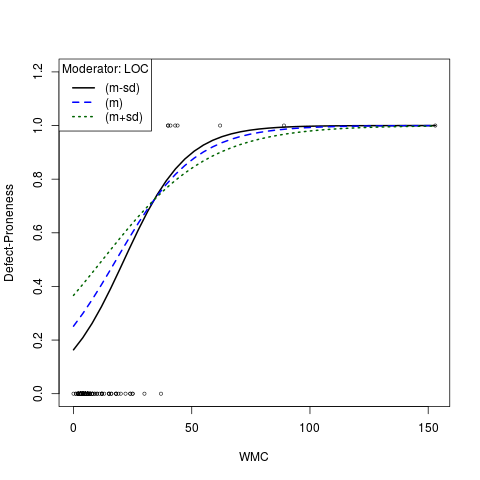 Moderator: LOC
(m-sd)
(m)
(m+sd)
Defect-Proneness
1.2
1.0
0.8
0.6
0.4
0.2
0.0
0 50 100 150
WMC